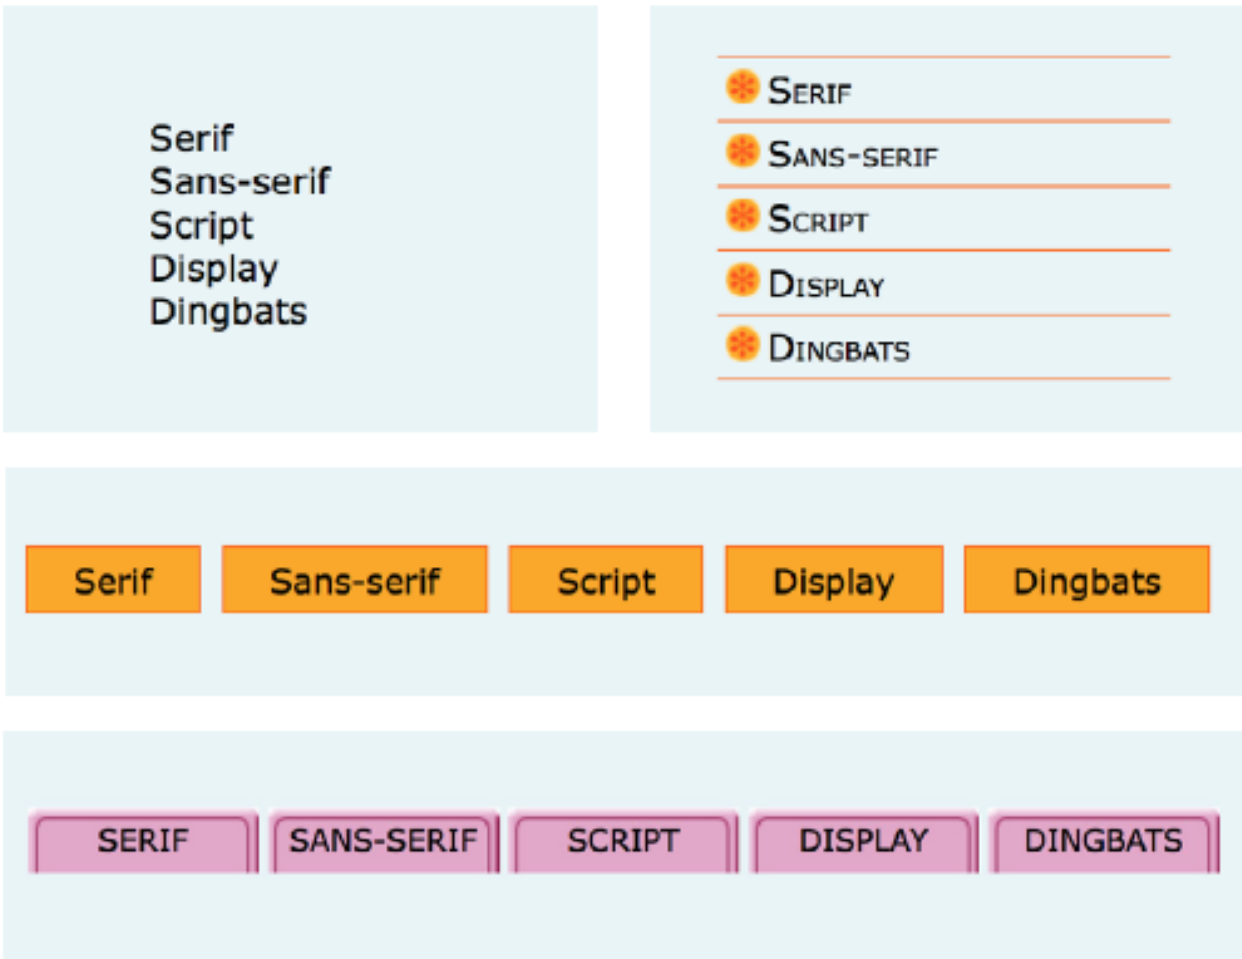 Serif
Sans-serif
Script
Display
Dingbats
SERIF
SANS-SERIF
SCRIPT
DISPLAY
DINGBATS
Serif Sans-serif Script Display Dingbats
SERIF SANS-SERIF SCRIPT DISPLAY DINGBATS